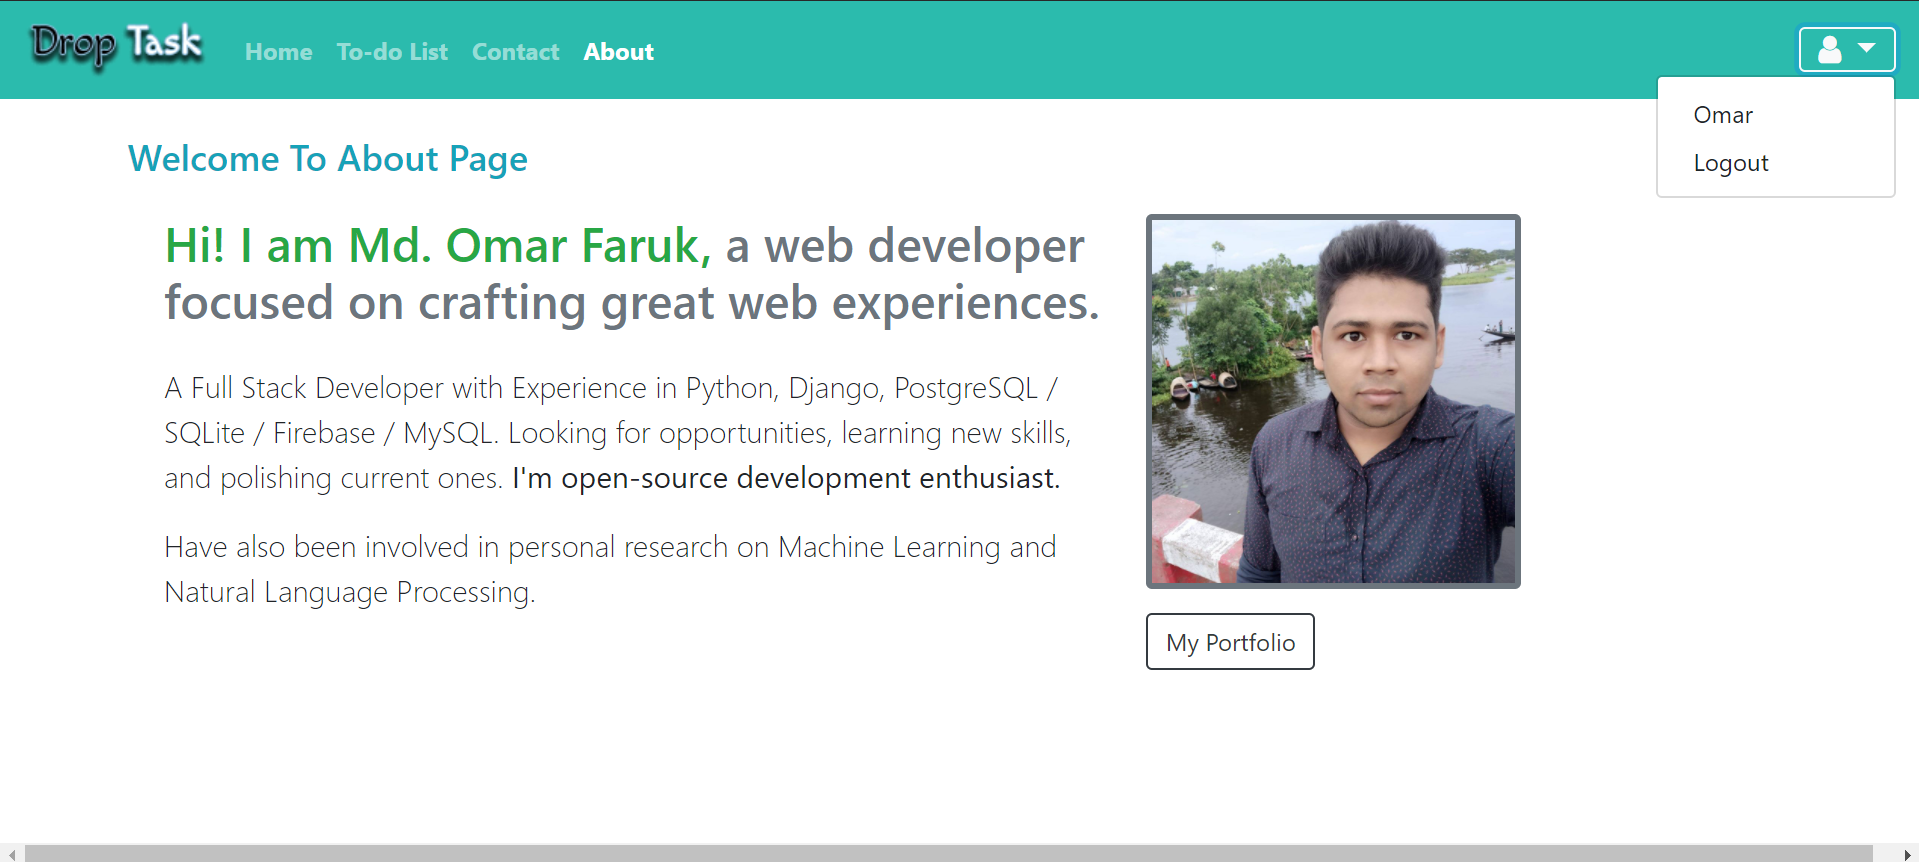 Drop Task
Home To-do List Contact About
Omar
Logout
Welcome To About Page
Hi! I am Md. Omar Faruk, a web developer
focused on crafting great web experiences.
A Full Stack Developer with Experience in Python, Django, PostgreSQL /
SQLite / Firebase / MySQL. Looking for opportunities, learning new skills,
and polishing current ones. I'm open-source development enthusiast.
Have also been involved in personal research on Machine Learning and
Natural Language Processing.
My Portfolio